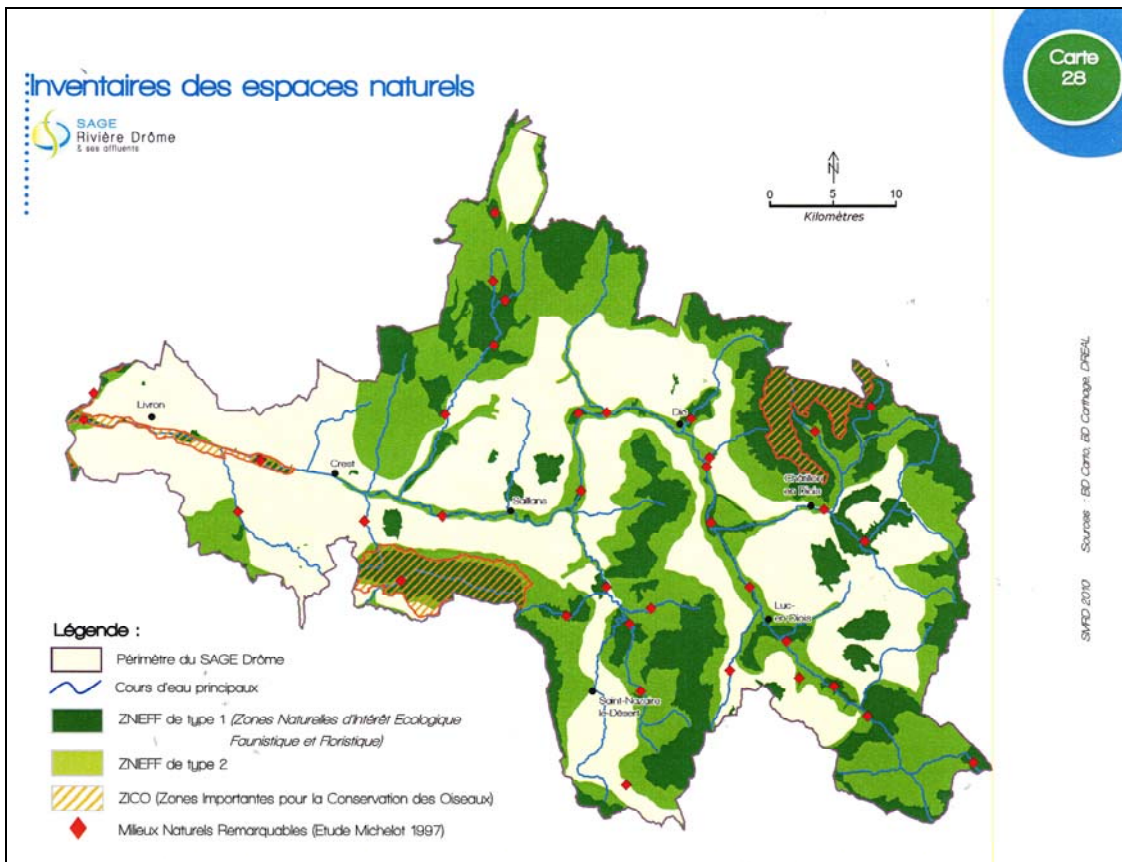 Carte
28
Inventaires des espaces naturels
SAGE
Rivière Drôme
& ses affluents
N
0 5 10
Kilomètres
Livron
Crest
Saillans
Die
Châtillon
en Diois
Luc-
en-Diois
Saint-Nazaire
le-Désert
Légende :
Périmètre du SAGE Drôme
Cours d'eau principaux
ZNIEFF de type 1 (Zones Naturelles d'Intérêt Ecologique
Faunistique et Floristique)
ZNIEFF de type 2
ZICO (Zones Importantes pour la Conservation des Oiseaux)
Milieux Naturels Remarquables (Etude Michelot 1997)
SMRD 2010 Sources : BD Carto, BD Carthage, DREAL